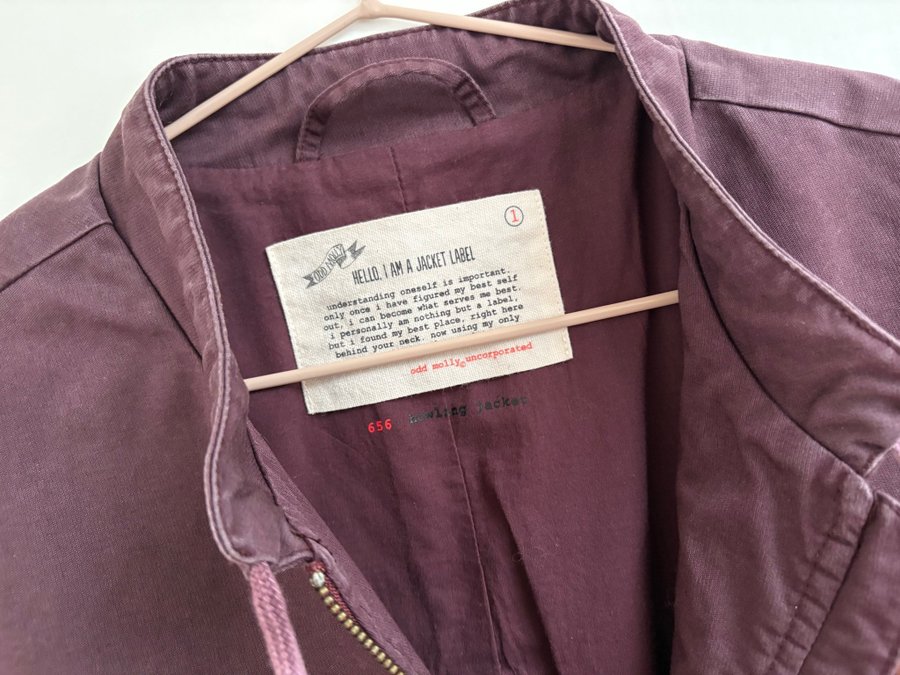 1
ODD MOLLY
HELLO. I AM A JACKET LABEL
understanding oneself is important.
only once i have figured my best self
out, i can become what serves me best.
i personally am nothing but a label,
but i found my best place, right here
behind your neck. now using my only
odd molly© uncorporated
656 howling jacket